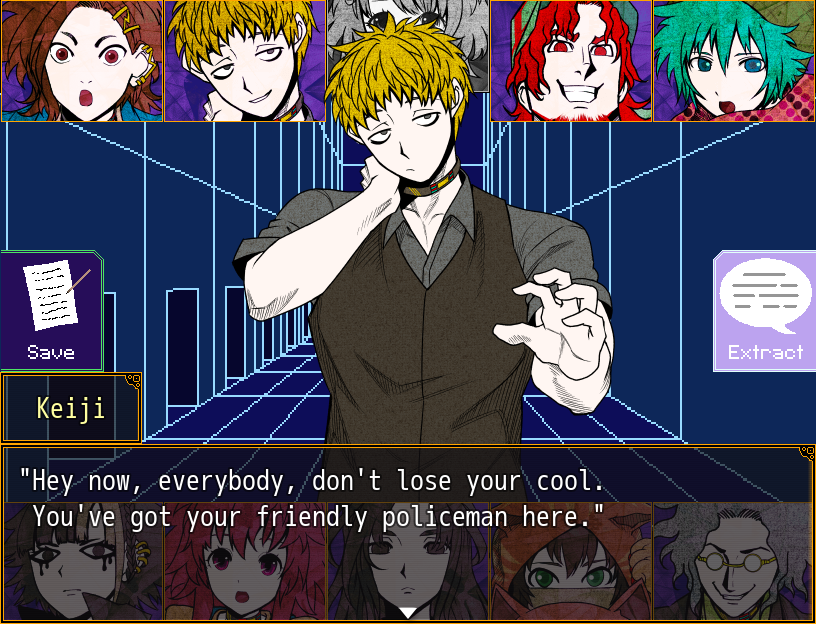 Save
Extract
Keiji
"Hey now, everybody, don't lose your cool.
You've got your friendly policeman here."